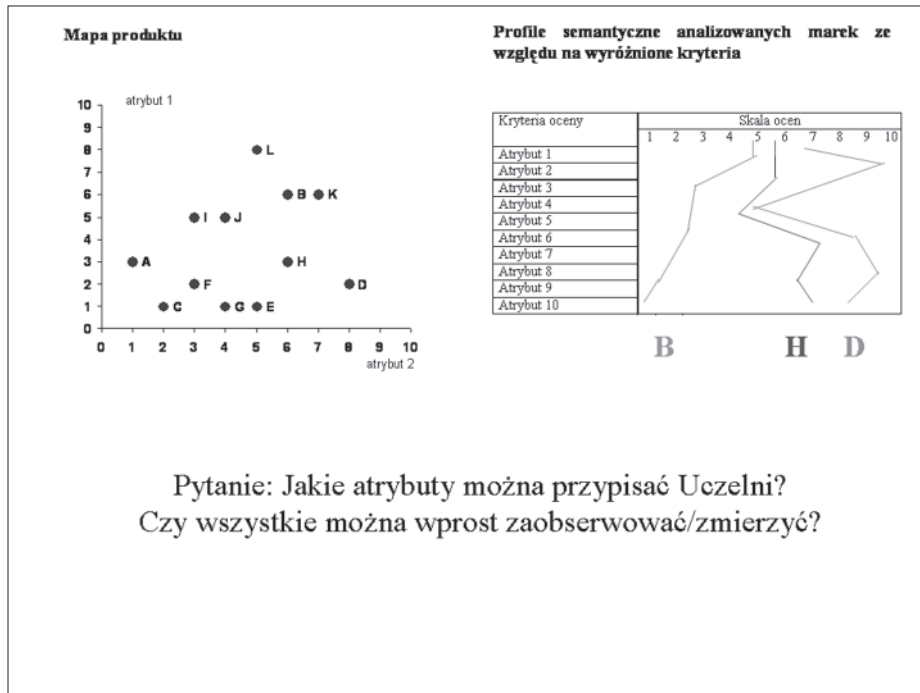 Mapa produktu
atrybut 1
10
9
8
7
6
5
4
3
2
1
0
L
B
K
I
J
A
H
F
D
C
G
E
0 1 2 3 4 5 6 7 8 9 10
atrybut 2
Profile semantyczne analizowanych marek ze
względu na wyróżnione kryteria
Kryteria oceny
Skala ocen
1 2 3 4 5 6 7 8 9 10
Atrybut 1
Atrybut 2
Atrybut 3
Atrybut 4
Atrybut 5
Atrybut 6
Atrybut 7
Atrybut 8
Atrybut 9
Atrybut 10
B H D
Pytanie: Jakie atrybuty można przypisać Uczelni?
Czy wszystkie można wprost zaobserwować/zmierzyć?